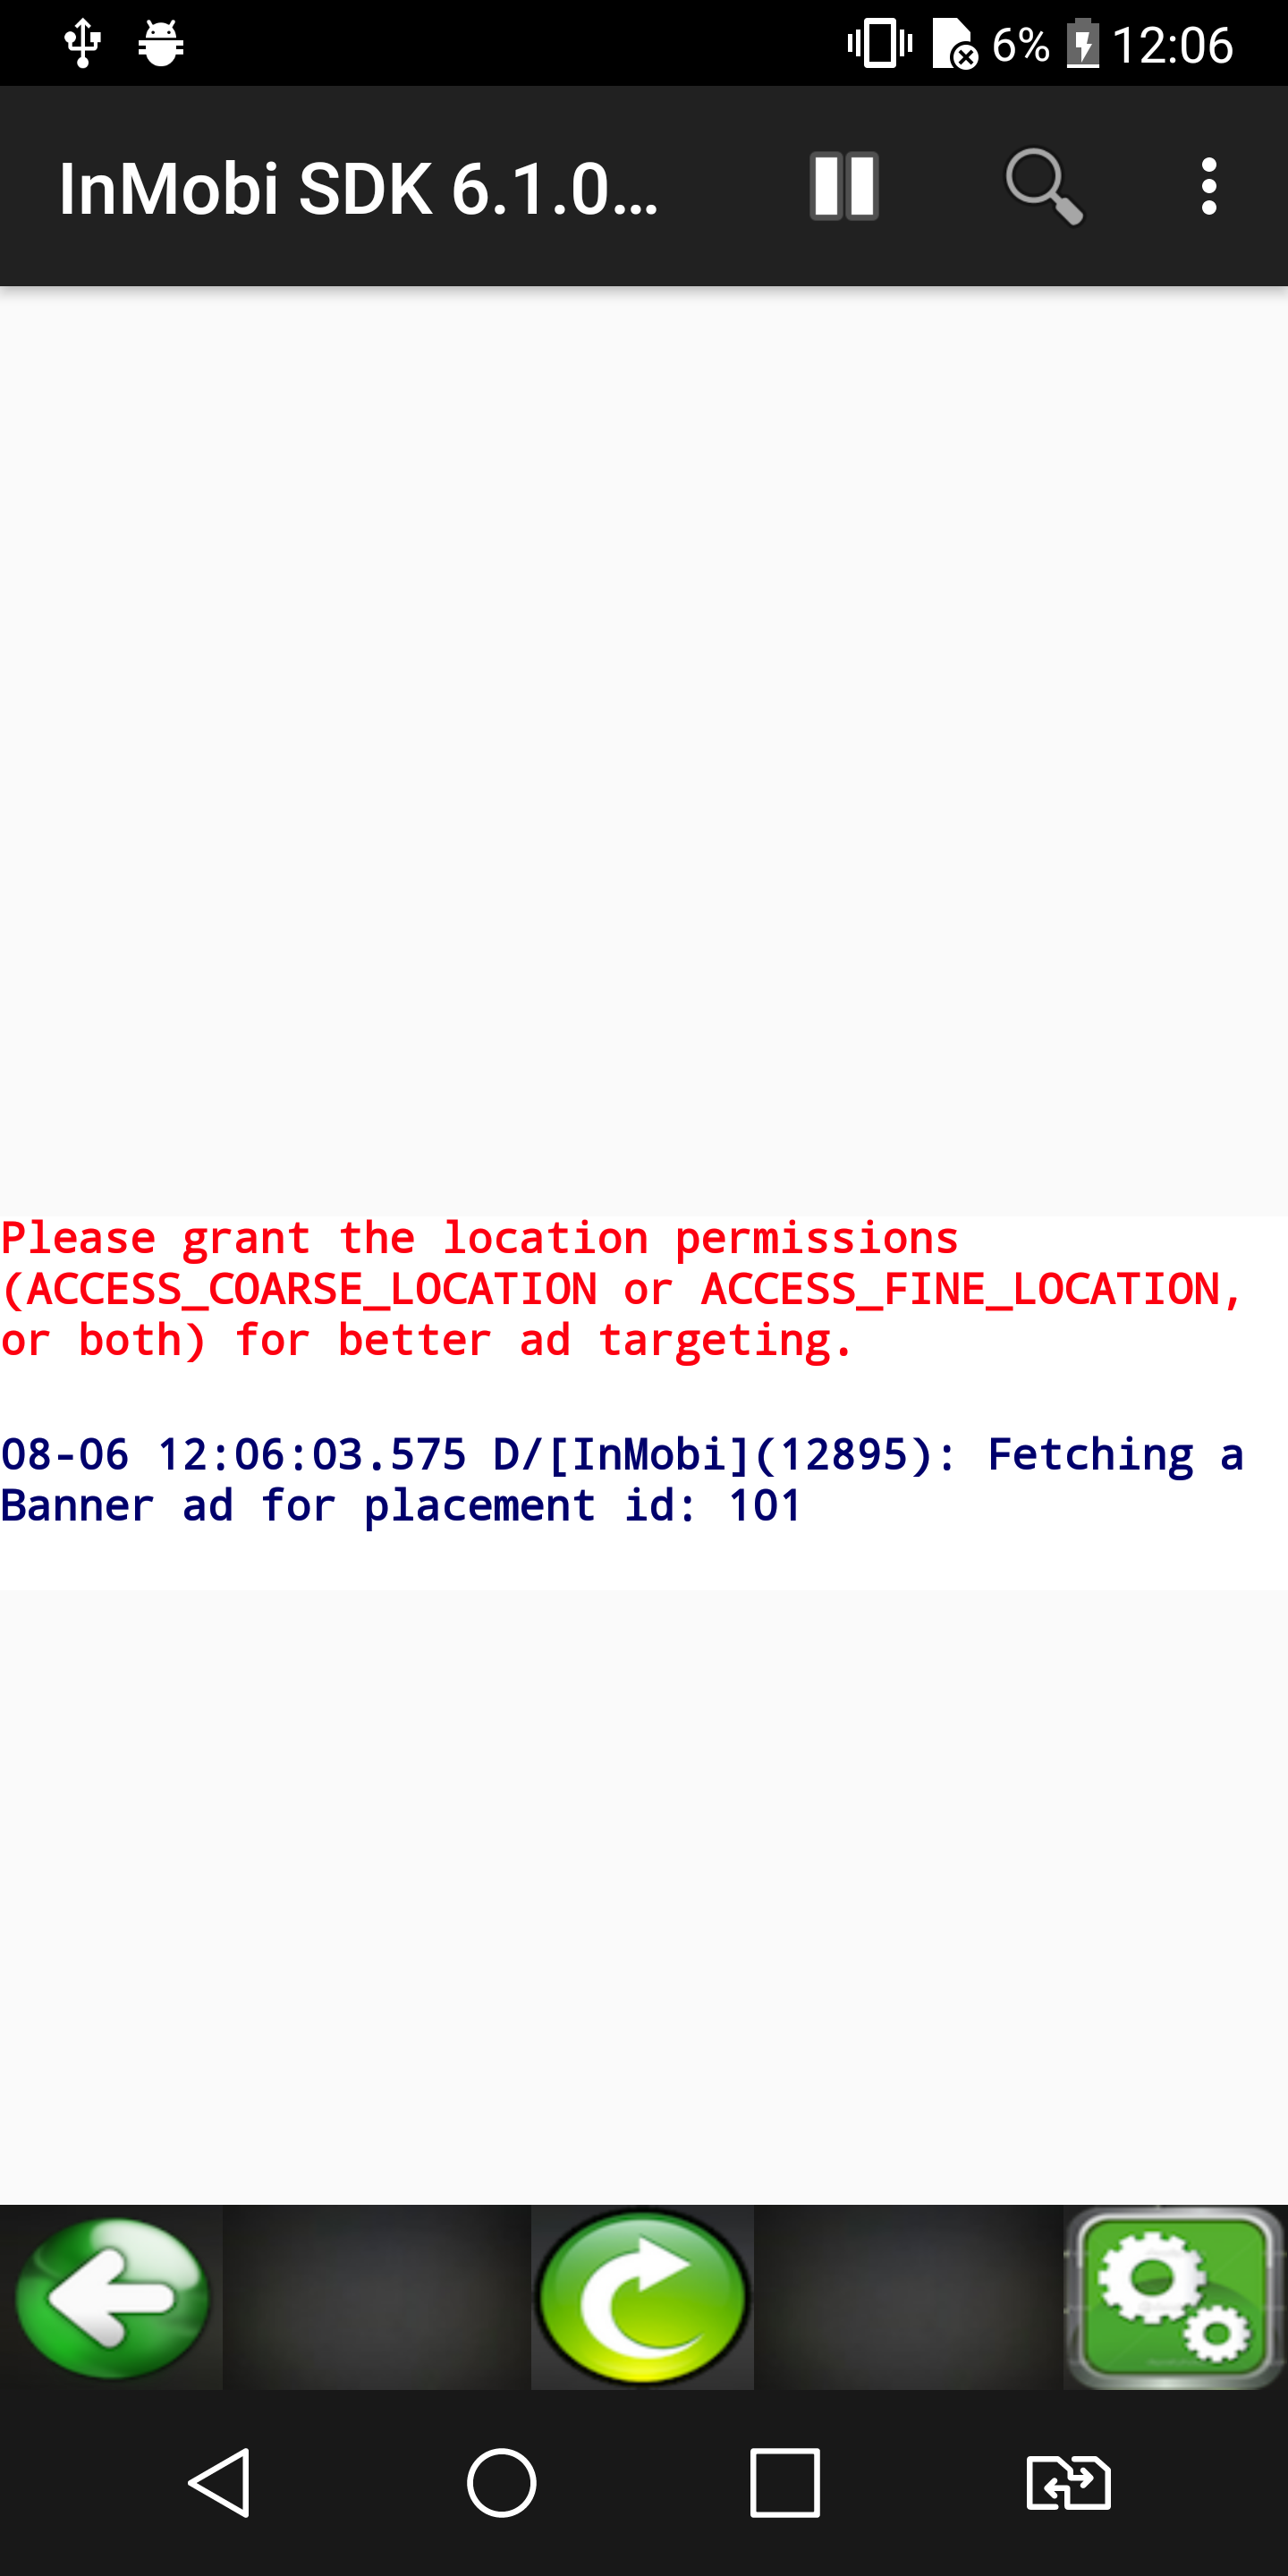 6% 12:06
InMobi SDK 6.1.0...
Please grant the location permissions
(ACCESS_COARSE_LOCATION or ACCESS_FINE_LOCATION,
or both) for better ad targeting.
08-06 12:06:03.575 D/[InMobi](12895): Fetching a
Banner ad for placement id: 101